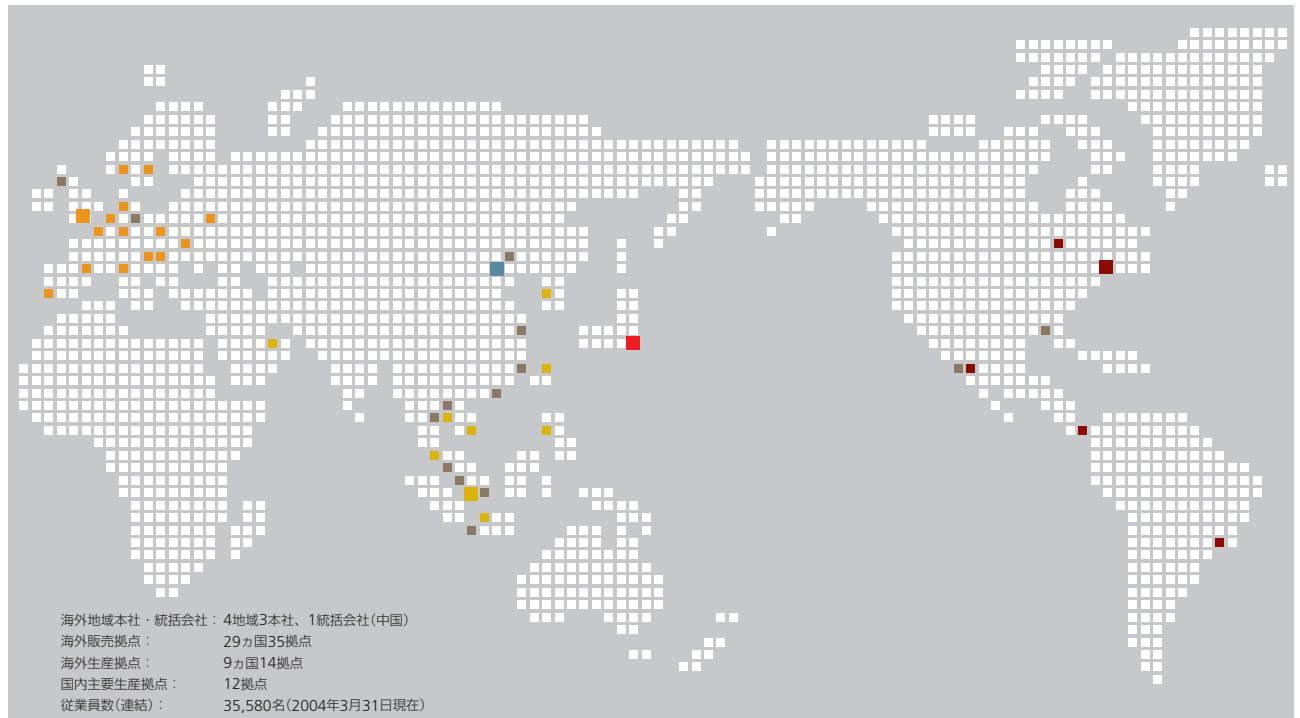 海外地域本社・統括会社： 4地域3本社、1統括会社（中国）
海外販売拠点： 29ヵ国35拠点
海外生産拠点： 9ヵ国14拠点
国内主要生産拠点： 12拠点
従業員数（連結）： 35,580名（2004年3月31日現在）